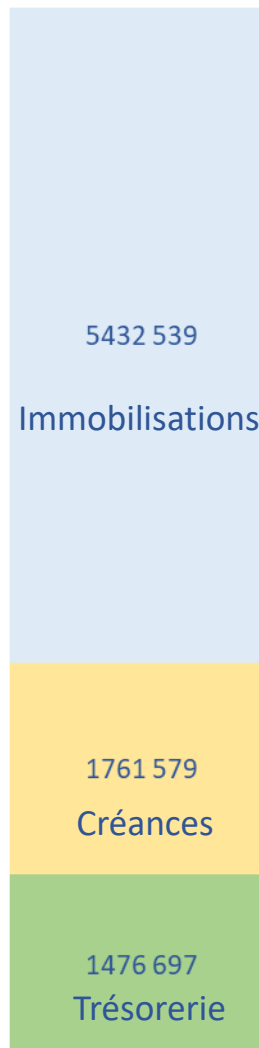 5432 539
Immobilisations
1761 579
Créances
1476 697
Trésorerie